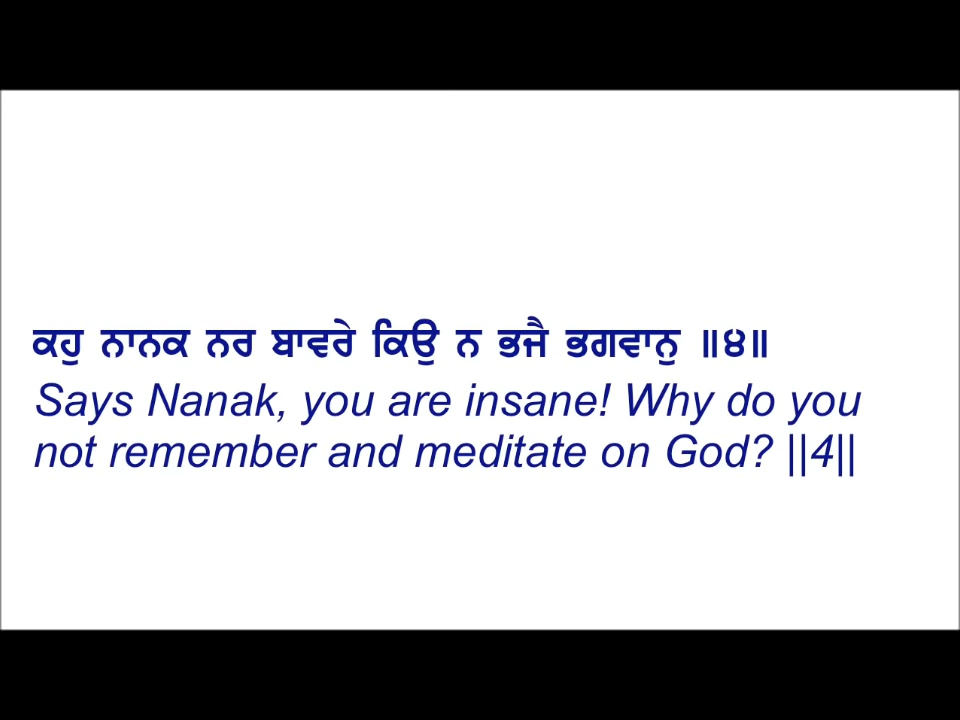 ਕਹੁ ਨਾਨਕ ਨਰ ਬਾਵਰੇ ਕਿਉ ਨ ਭਜੈ ਭਗਵਾਨੁ ॥੪॥
Says Nanak, you are insane! Why do you
not remember and meditate on God? ||4||